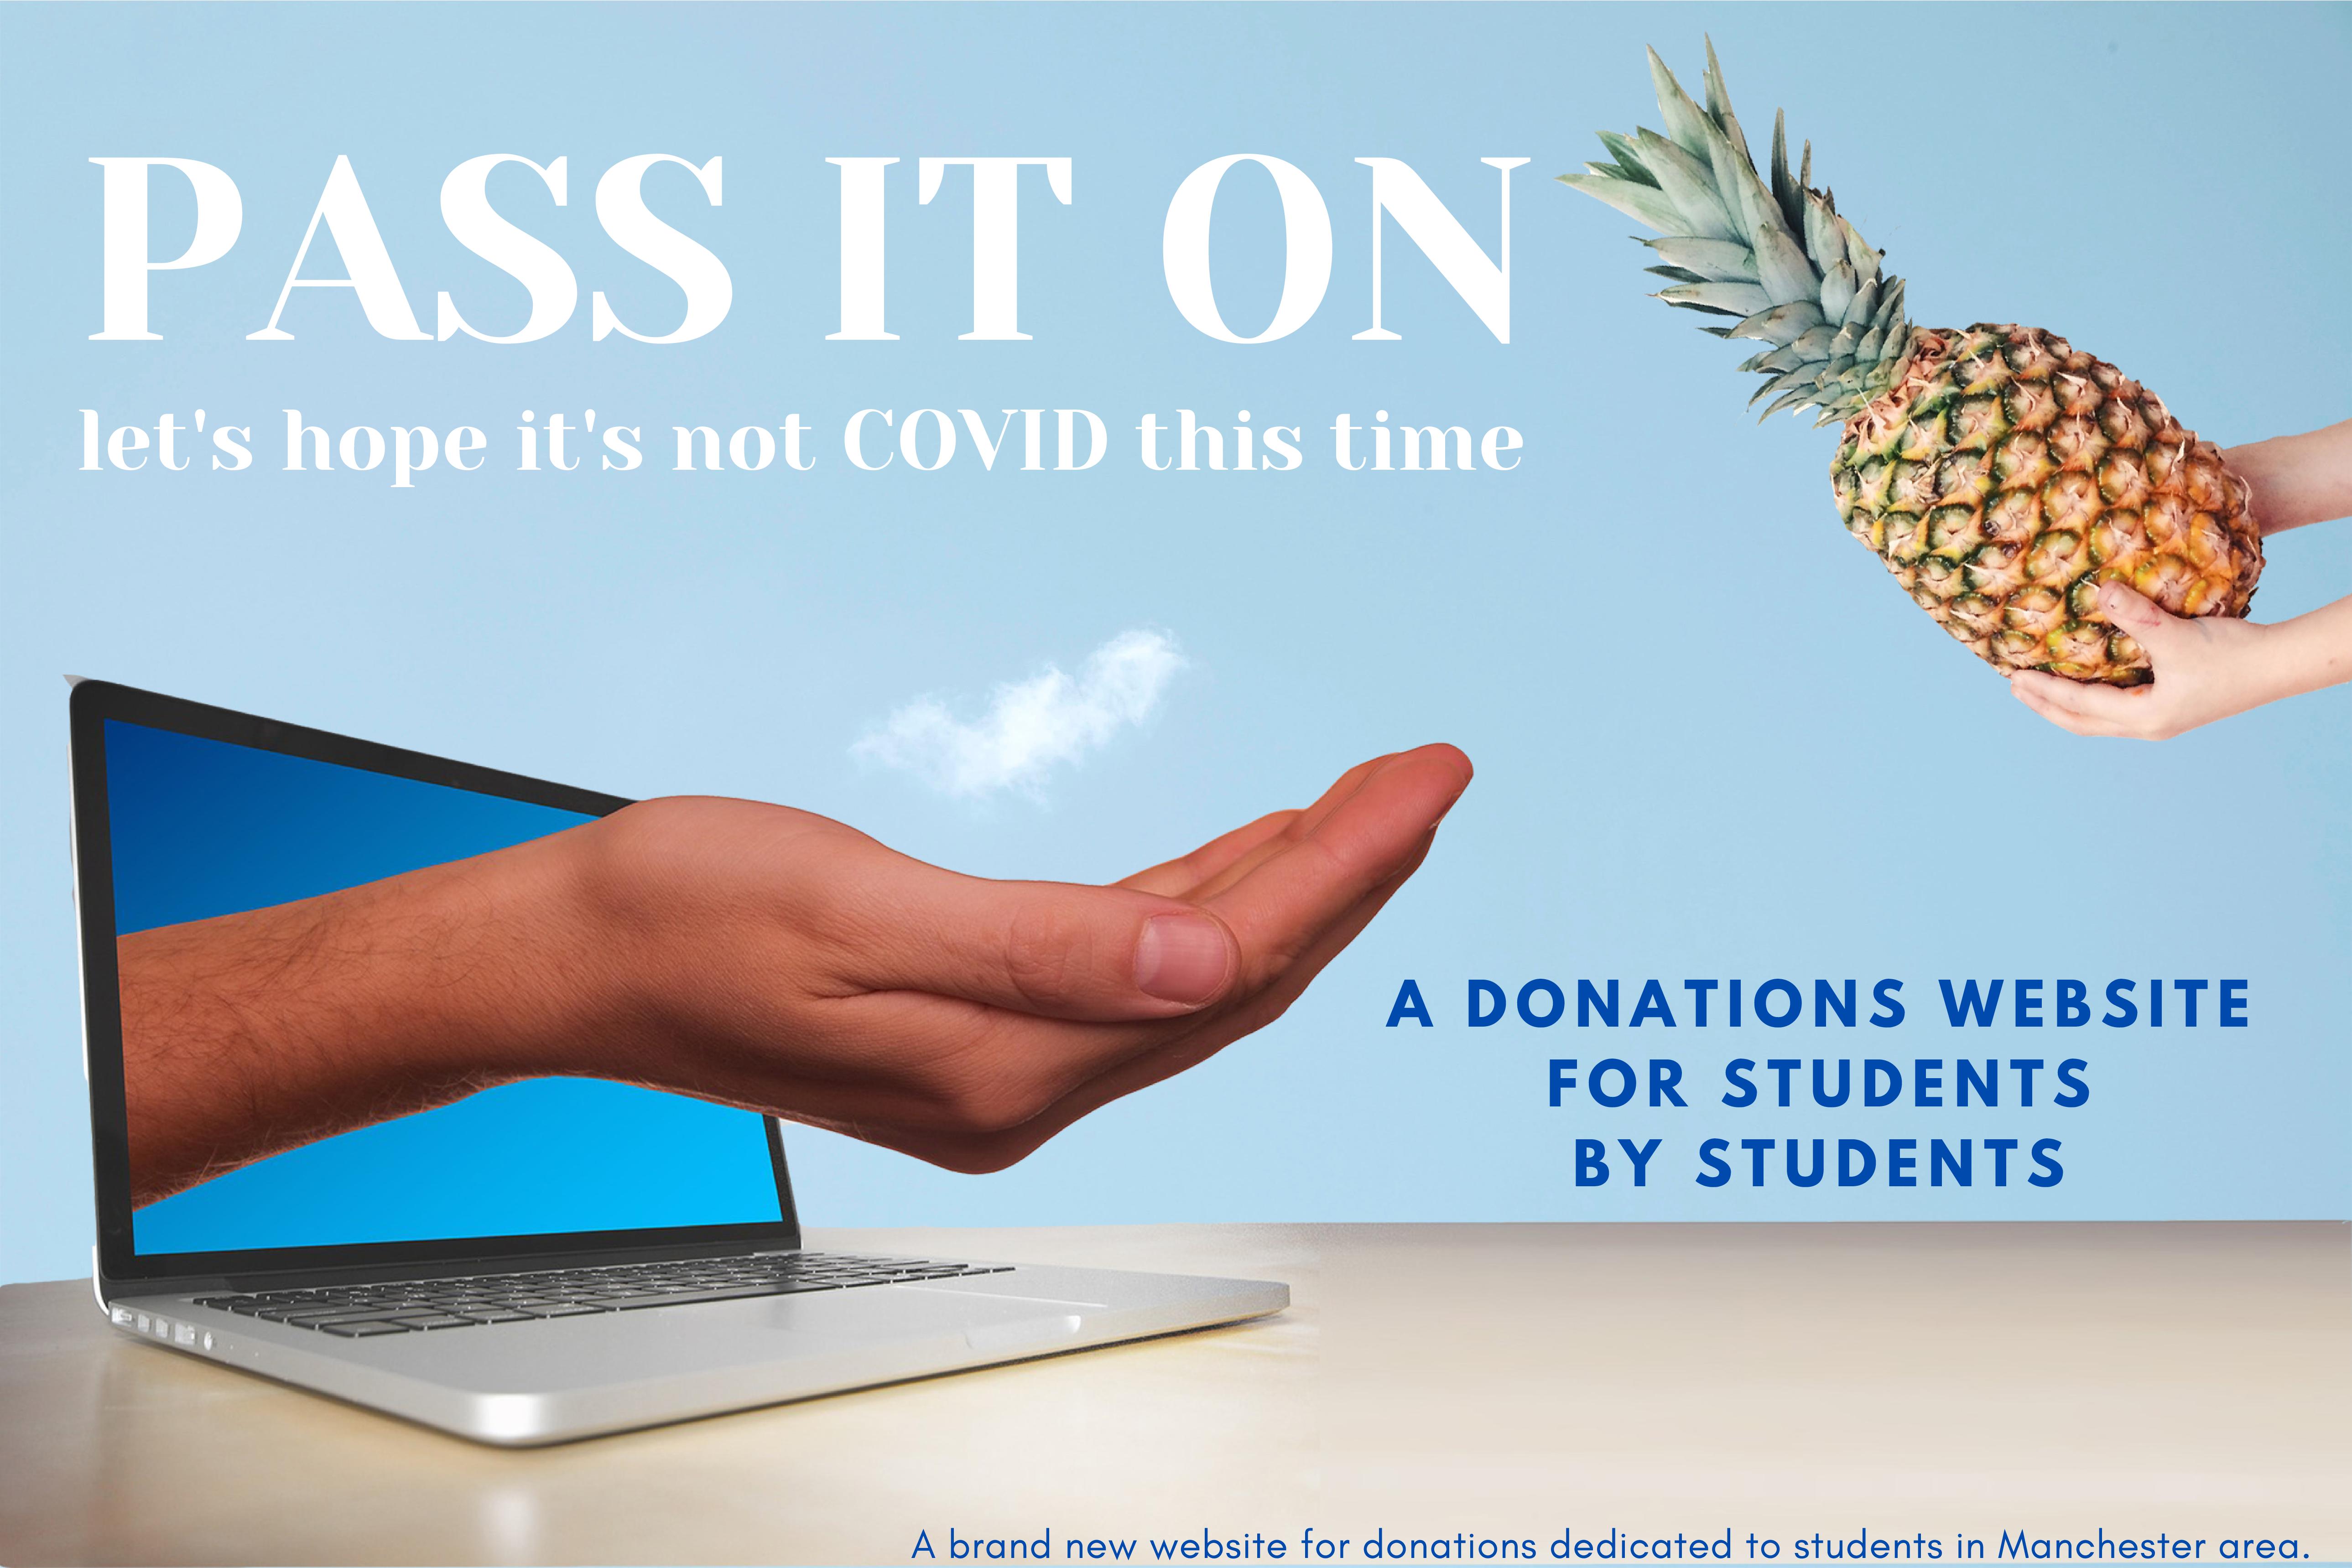 PASS IT ON
let's hope it's not COVID this time
A DONATIONS WEBSITE
FOR STUDENTS
BY STUDENTS
A brand new website for donations dedicated to students in Manchester area.